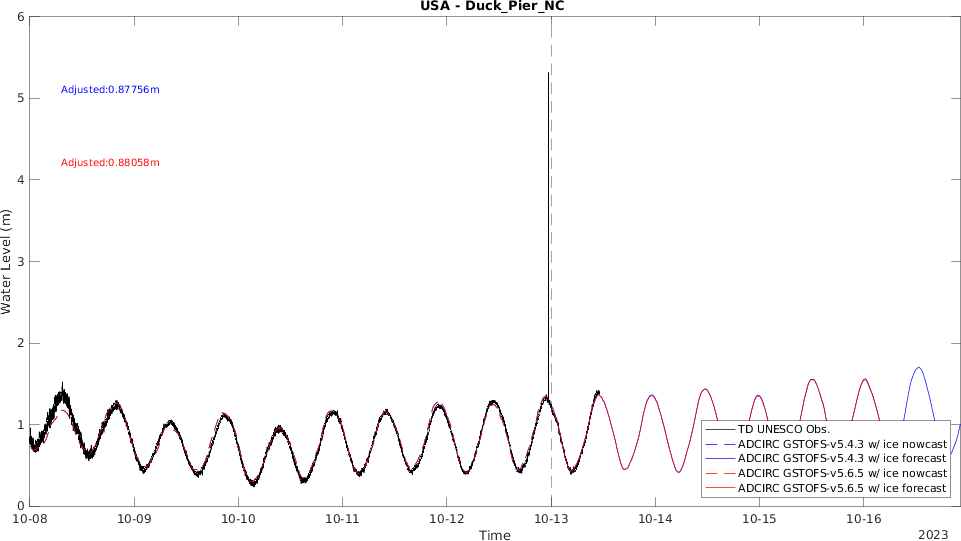 USA - Duck_Pier_NC
6
5
4
3
2
1
0
Water Level (m)
Adjusted:0.87756m
Adjusted:0.88058m
TD UNESCO Obs.
ADCIRC GSTOFS-v5.4.3 w/ ice nowcast
ADCIRC GSTOFS-v5.4.3 w/ ice forecast
ADCIRC GSTOFS-v5.6.5 w/ ice nowcast
ADCIRC GSTOFS-v5.6.5 w/ ice forecast
10-08 10-09 10-10 10-11 10-12 10-13 10-14 10-15 10-16
Time
2023